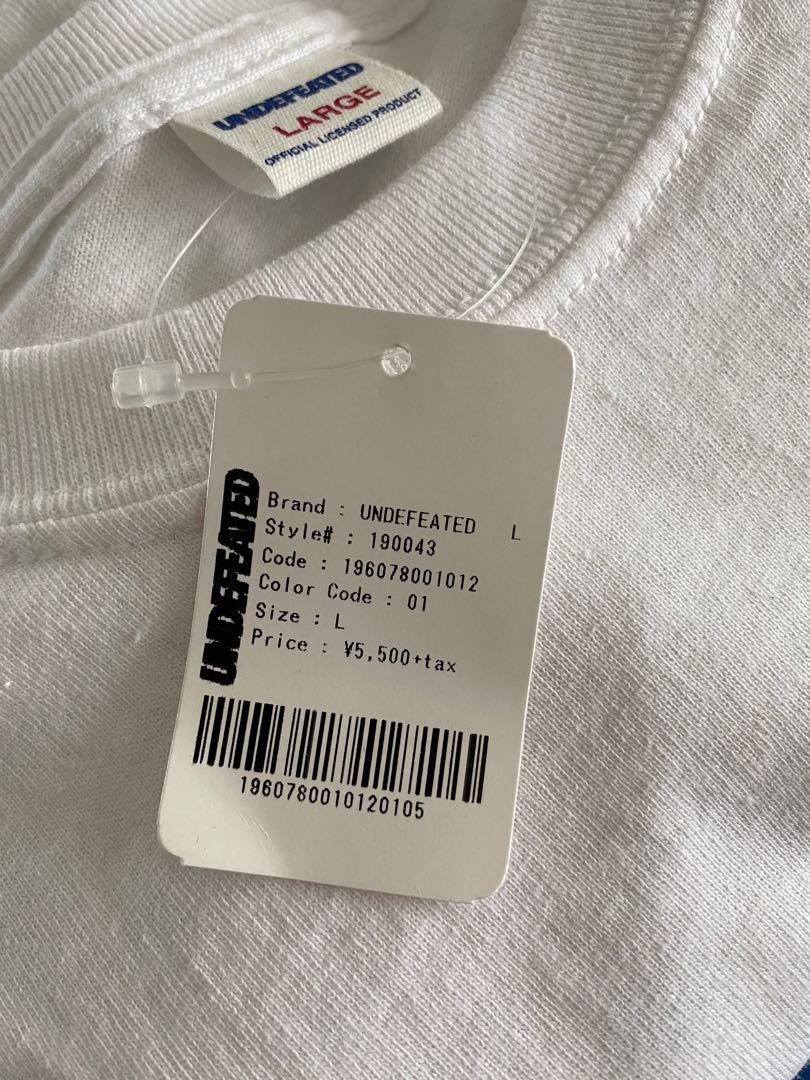 UNDEFEATED
LARGE
OFFICIAL LICENSED PRODUCT
UNDEFEATED
Brand : UNDEFEATED L
Style# : 190043
Code : 196078001012
Color Code : 01
Size : L
Price : ¥5,500+tax
1960780010120105